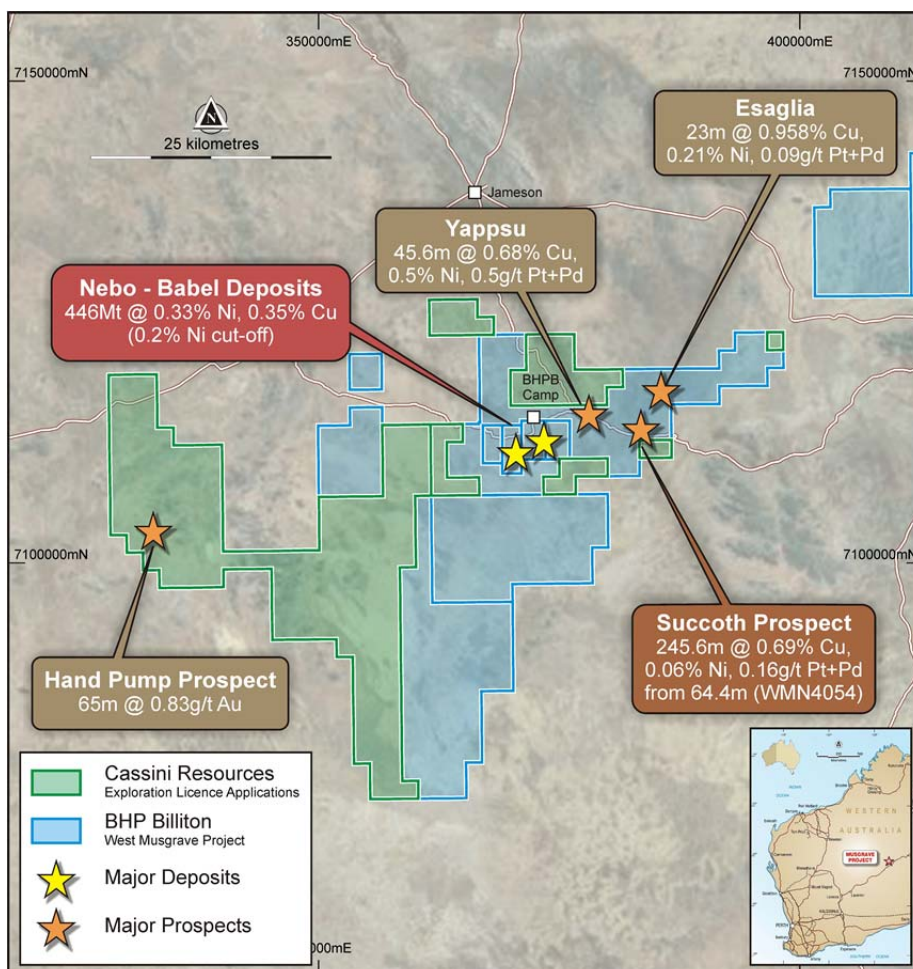 350000mE
400000mE
7150000mN
7150000mN
N
25 kilometres
Jameson
Esaglia
23m @ 0.958% Cu,
0.21% Ni, 0.09g/t Pt+Pd
Yappsu
45.6m @ 0.68% Cu,
0.5% Ni, 0.5g/t Pt+Pd
Nebo - Babel Deposits
446Mt @ 0.33% Ni, 0.35% Cu
(0.2% Ni cut-off)
BHPB
Camp
7100000mN
7100000mN
Hand Pump Prospect
65m @ 0.83g/t Au
Succoth Prospect
245.6m @ 0.69% Cu,
0.06% Ni, 0.16g/t Pt+Pd
from 64.4m (WMN4054)
Cassini Resources
Exploration Licence Applications
BHP Billiton
West Musgrave Project
Major Deposits
Major Prospects
000mE
WESTERN
AUSTRALIA
MUSGRAVE
PROJECT
PERTH